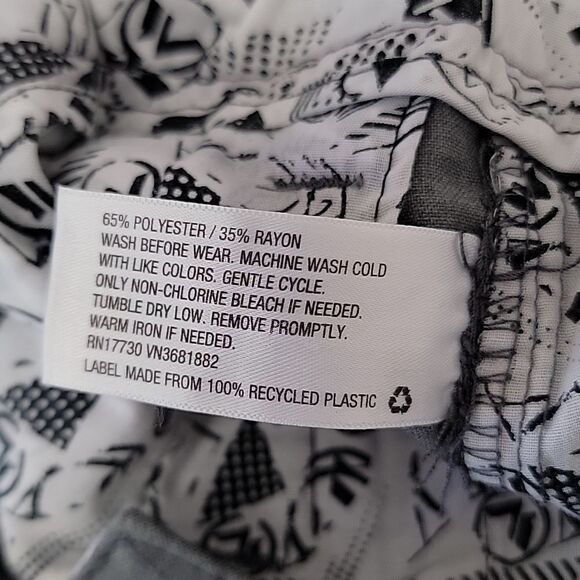 65% POLYESTER / 35% RAYON
WASH BEFORE WEAR. MACHINE WASH COLD
WITH LIKE COLORS. GENTLE CYCLE.
ONLY NON-CHLORINE BLEACH IF NEEDED.
TUMBLE DRY LOW. REMOVE PROMPTLY.
WARM IRON IF NEEDED.
RN17730 VN3681882
LABEL MADE FROM 100% RECYCLED PLASTIC